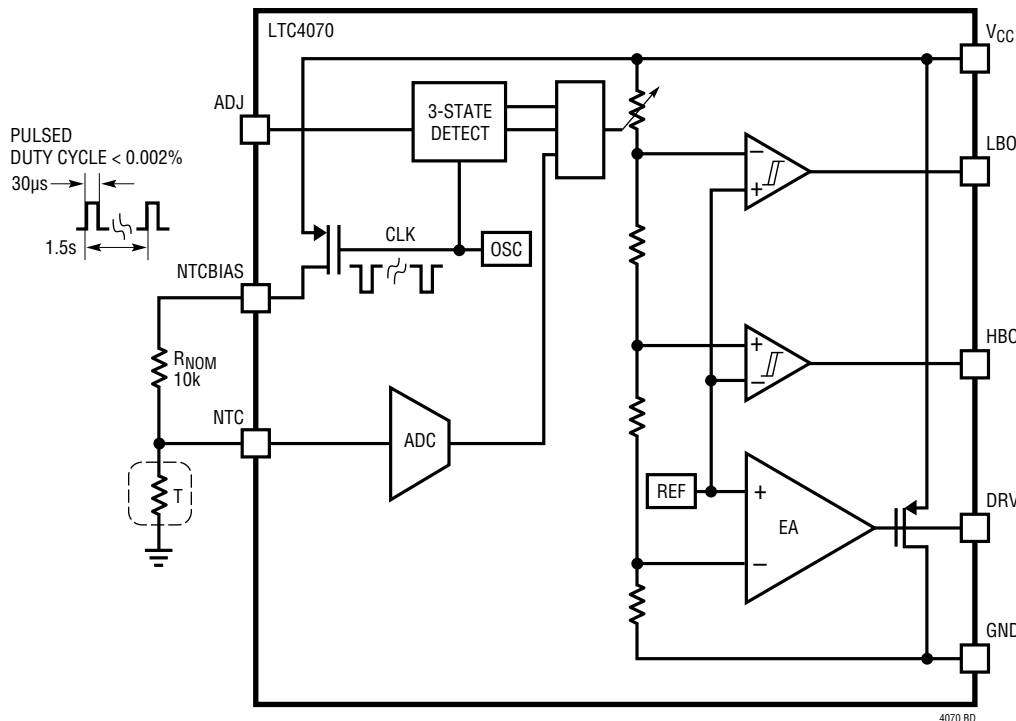 LTC4070
V_CC
ADJ
3-STATE
DETECT
PULSED
DUTY CYCLE < 0.002%
30µs
1.5s
LBO
–
+
CLK
OSC
NTCBIAS
R_NOM
10k
HBO
+
–
NTC
ADC
T
REF
+
EA
–
DRV
GND
4070 BD